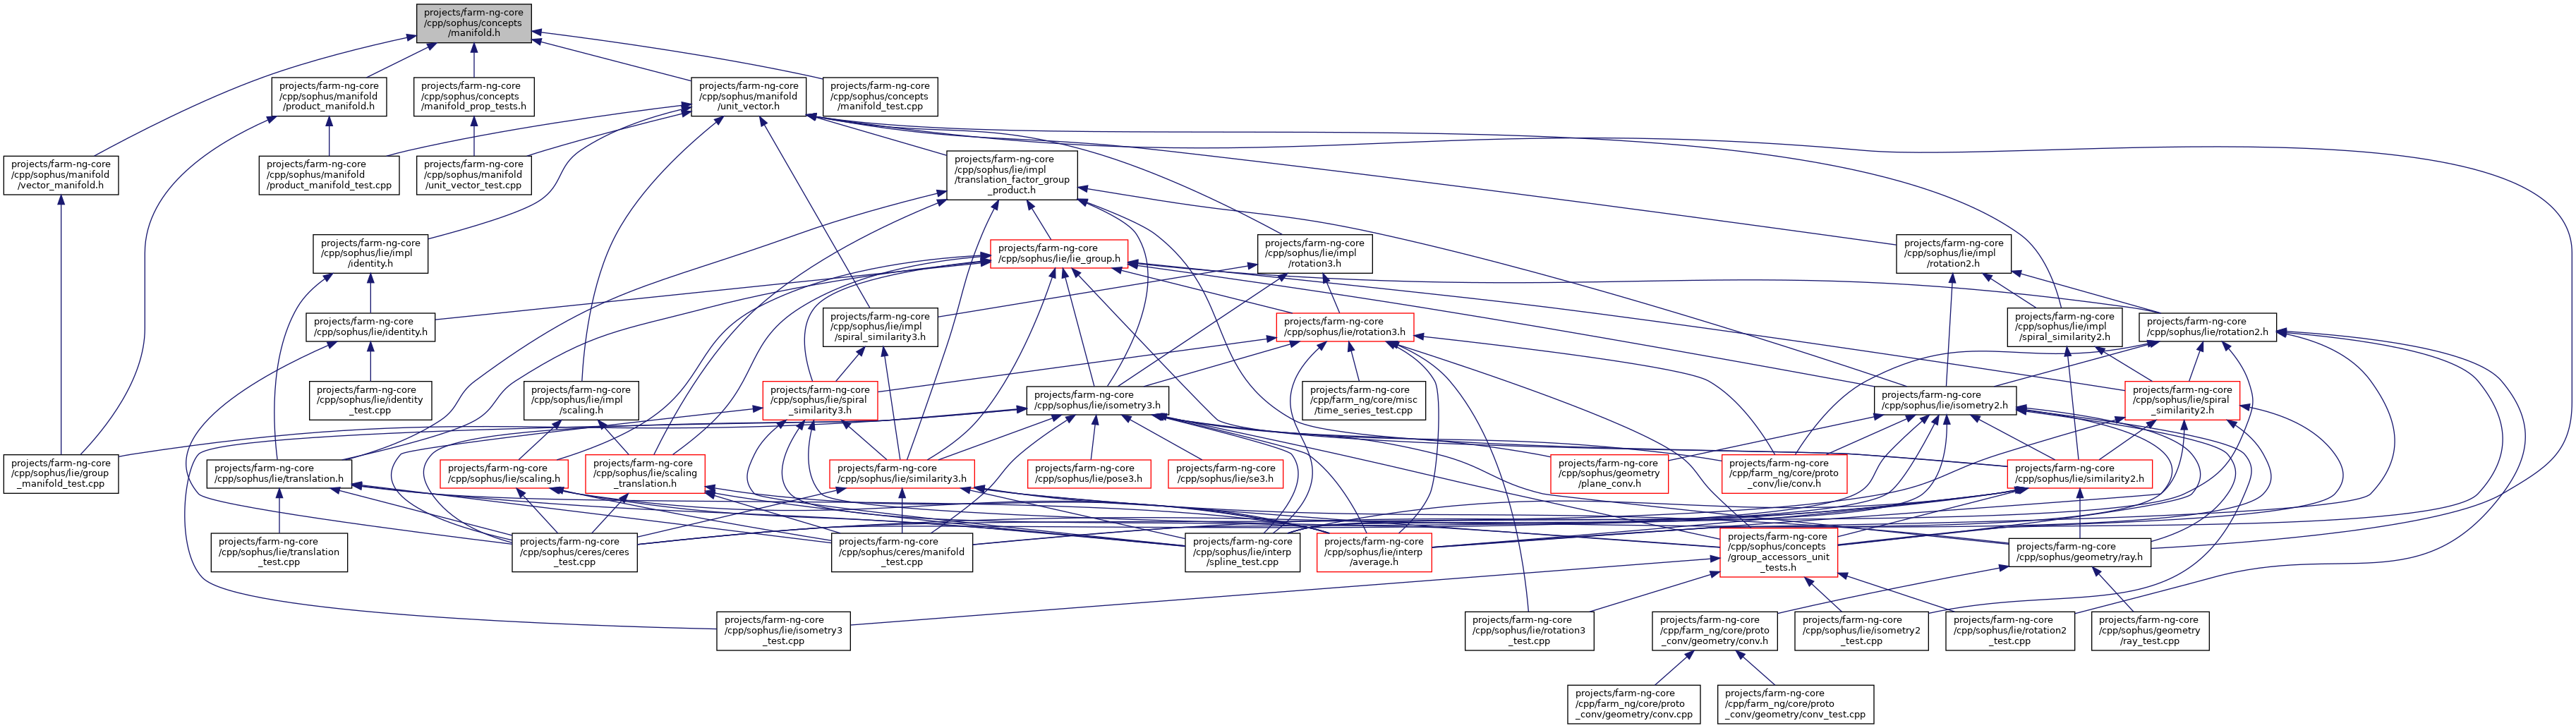 projects/farm-ng-core
/cpp/sophus/concepts
/manifold.h
projects/farm-ng-core
/cpp/sophus/manifold
/product_manifold.h
projects/farm-ng-core
/cpp/sophus/concepts
/manifold_prop_tests.h
projects/farm-ng-core
/cpp/sophus/manifold
/unit_vector.h
projects/farm-ng-core
/cpp/sophus/concepts
/manifold_test.cpp
projects/farm-ng-core
/cpp/sophus/manifold
/vector_manifold.h
projects/farm-ng-core
/cpp/sophus/manifold
/product_manifold_test.cpp
projects/farm-ng-core
/cpp/sophus/manifold
/unit_vector_test.cpp
projects/farm-ng-core
/cpp/sophus/lie/impl
/translation_factor_group
_product.h
projects/farm-ng-core
/cpp/sophus/lie/impl
/identity.h
projects/farm-ng-core
/cpp/sophus/lie/lie_group.h
projects/farm-ng-core
/cpp/sophus/lie/impl
/rotation3.h
projects/farm-ng-core
/cpp/sophus/lie/impl
/rotation2.h
projects/farm-ng-core
/cpp/sophus/lie/identity.h
projects/farm-ng-core
/cpp/sophus/lie/impl
/spiral_similarity3.h
projects/farm-ng-core
/cpp/sophus/lie/rotation3.h
projects/farm-ng-core
/cpp/sophus/lie/impl
/spiral_similarity2.h
projects/farm-ng-core
/cpp/sophus/lie/rotation2.h
projects/farm-ng-core
/cpp/sophus/lie/identity
_test.cpp
projects/farm-ng-core
/cpp/sophus/lie/impl
/scaling.h
projects/farm-ng-core
/cpp/sophus/lie/spiral
_similarity3.h
projects/farm-ng-core
/cpp/sophus/lie/isometry3.h
projects/farm-ng-core
/cpp/farm_ng/core/misc
/time_series_test.cpp
projects/farm-ng-core
/cpp/sophus/lie/isometry2.h
projects/farm-ng-core
/cpp/sophus/lie/spiral
_similarity2.h
projects/farm-ng-core
/cpp/sophus/lie/group
_manifold_test.cpp
projects/farm-ng-core
/cpp/sophus/lie/translation.h
projects/farm-ng-core
/cpp/sophus/lie/scaling.h
projects/farm-ng-core
/cpp/sophus/lie/scaling
_translation.h
projects/farm-ng-core
/cpp/sophus/lie/similarity3.h
projects/farm-ng-core
/cpp/sophus/lie/pose3.h
projects/farm-ng-core
/cpp/sophus/lie/se3.h
projects/farm-ng-core
/cpp/sophus/geometry
/plane_conv.h
projects/farm-ng-core
/cpp/farm_ng/core/proto
_conv/lie/conv.h
projects/farm-ng-core
/cpp/sophus/lie/similarity2.h
projects/farm-ng-core
/cpp/sophus/lie/translation
_test.cpp
projects/farm-ng-core
/cpp/sophus/ceres/ceres
_test.cpp
projects/farm-ng-core
/cpp/sophus/ceres/manifold
_test.cpp
projects/farm-ng-core
/cpp/sophus/lie/interp
/spline_test.cpp
projects/farm-ng-core
/cpp/sophus/lie/interp
/average.h
projects/farm-ng-core
/cpp/sophus/concepts
/group_accessors_unit
_tests.h
projects/farm-ng-core
/cpp/sophus/geometry/ray.h
projects/farm-ng-core
/cpp/sophus/lie/isometry3
_test.cpp
projects/farm-ng-core
/cpp/sophus/lie/rotation3
_test.cpp
projects/farm-ng-core
/cpp/farm_ng/core/proto
_conv/geometry/conv.h
projects/farm-ng-core
/cpp/sophus/lie/isometry2
_test.cpp
projects/farm-ng-core
/cpp/sophus/lie/rotation2
_test.cpp
projects/farm-ng-core
/cpp/sophus/geometry
/ray_test.cpp
projects/farm-ng-core
/cpp/farm_ng/core/proto
_conv/geometry/conv.cpp
projects/farm-ng-core
/cpp/farm_ng/core/proto
_conv/geometry/conv_test.cpp